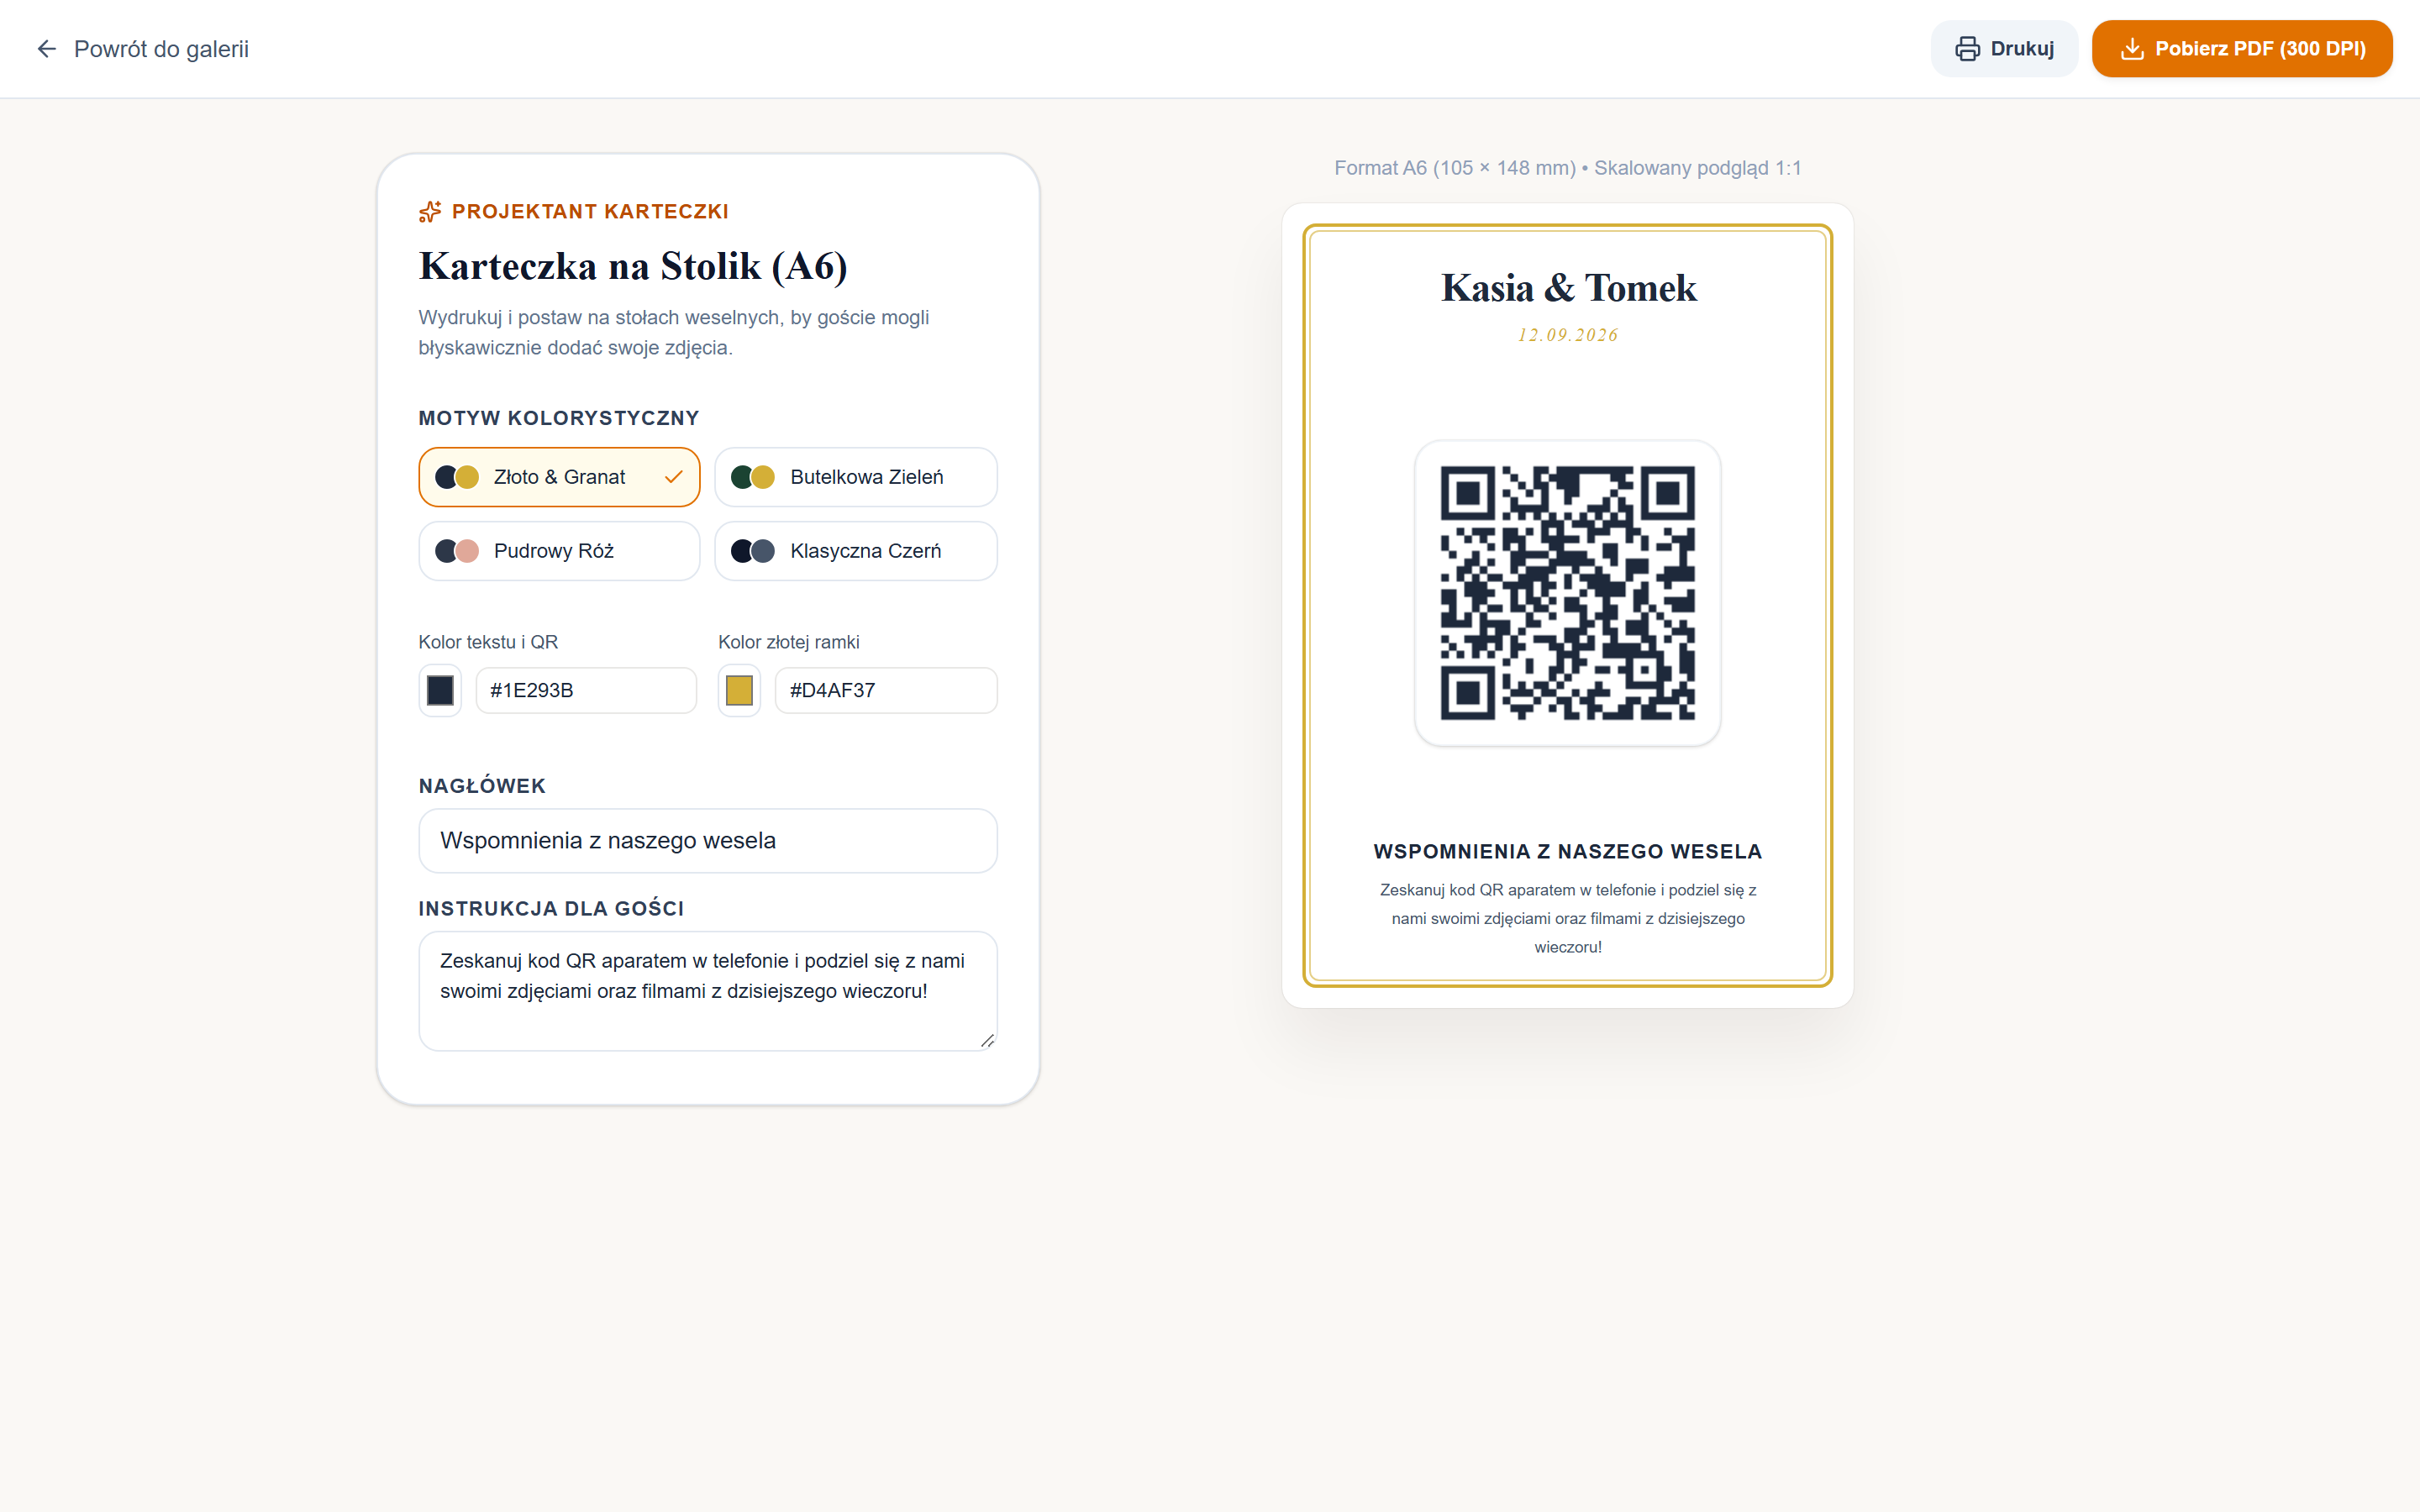 Powrót do galerii
Drukuj
Pobierz PDF (300 DPI)
PROJEKTANT KARTECZKI
Karteczka na Stolik (A6)
Wydrukuj i postaw na stołach weselnych, by goście mogli
błyskawicznie dodać swoje zdjęcia.
MOTYW KOLORYSTYCZNY
Złoto & Granat
Butelkowa Zieleń
Pudrowy Róż
Klasyczna Czerń
Kolor tekstu i QR
Kolor złotej ramki
#1E293B
#D4AF37
NAGŁÓWEK
Wspomnienia z naszego wesela
INSTRUKCJA DLA GOŚCI
Zeskanuj kod QR aparatem w telefonie i podziel się z nami
swoimi zdjęciami oraz filmami z dzisiejszego wieczoru!
Format A6 (105 × 148 mm) • Skalowany podgląd 1:1
Kasia & Tomek
12.09.2026
WSPOMNIENIA Z NASZEGO WESELA
Zeskanuj kod QR aparatem w telefonie i podziel się z
nami swoimi zdjęciami oraz filmami z dzisiejszego
wieczoru!